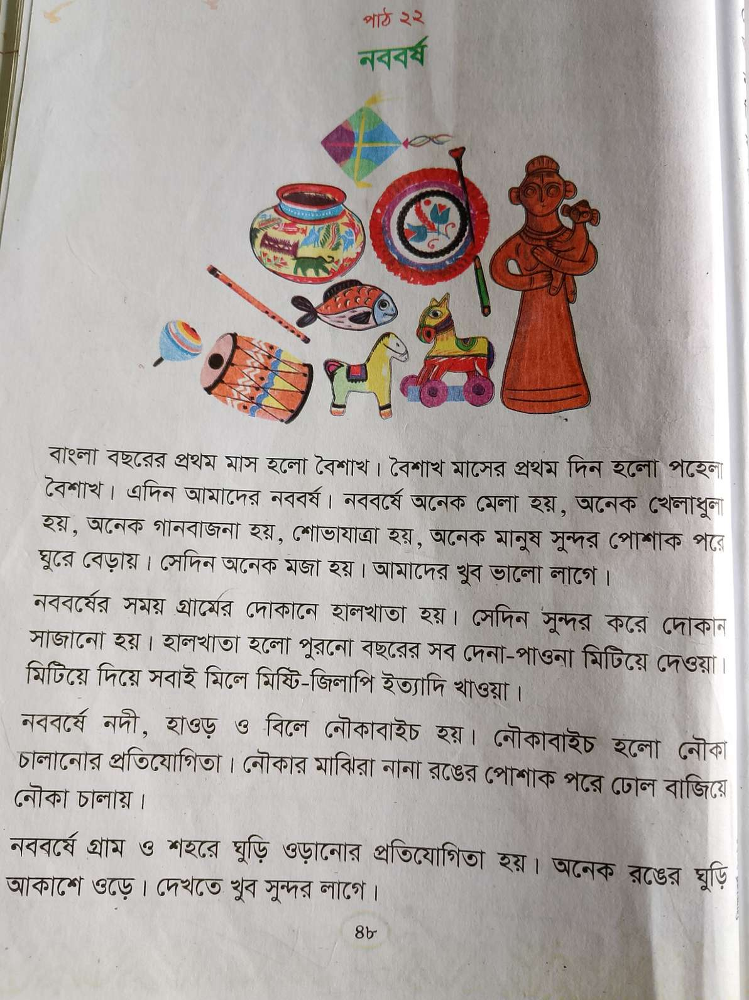 পাঠ ২২
নববর্ষ
বাংলা বছরের প্রথম মাস হলো বৈশাখ। বৈশাখ মাসের প্রথম দিন হলো পহেলা
বৈশাখ। এদিন আমাদের নববর্ষ। নববর্ষে অনেক মেলা হয়, অনেক খেলাধুলা
হয়, অনেক গানবাজনা হয়, শোভাযাত্রা হয়, অনেক মানুষ সুন্দর পোশাক পরে
ঘুরে বেড়ায়। সেদিন অনেক মজা হয়। আমাদের খুব ভালো লাগে।
নববর্ষের সময় গ্রামের দোকানে হালখাতা হয়। সেদিন সুন্দর করে দোকান
সাজানো হয়। হালখাতা হলো পুরনো বছরের সব দেনা-পাওনা মিটিয়ে দেওয়া।
মিটিয়ে দিয়ে সবাই মিলে মিষ্টি-জিলাপি ইত্যাদি খাওয়া।
নববর্ষে নদী, হাওড় ও বিলে নৌকাবাইচ হয়। নৌকাবাইচ হলো নৌকা
চালানোর প্রতিযোগিতা। নৌকার মাঝিরা নানা রঙের পোশাক পরে ঢোল বাজিয়ে
নৌকা চালায়।
নববর্ষে গ্রাম ও শহরে ঘুড়ি ওড়ানোর প্রতিযোগিতা হয়। অনেক রঙের ঘুড়ি
আকাশে ওড়ে। দেখতে খুব সুন্দর লাগে।
৪৮